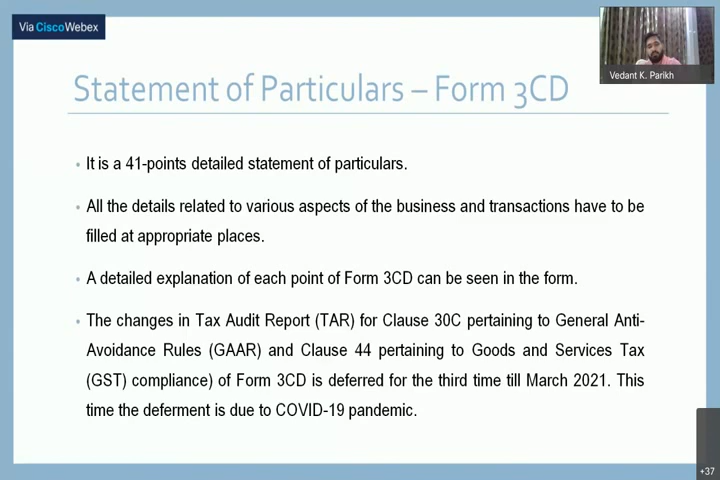 Via CiscoWebex
Vedant K. Parikh
Statement of Particulars – Form 3CD
• It is a 41-points detailed statement of particulars.
• All the details related to various aspects of the business and transactions have to be
filled at appropriate places.
• A detailed explanation of each point of Form 3CD can be seen in the form.
• The changes in Tax Audit Report (TAR) for Clause 30C pertaining to General Anti-
Avoidance Rules (GAAR) and Clause 44 pertaining to Goods and Services Tax
(GST) compliance) of Form 3CD is deferred for the third time till March 2021. This
time the deferment is due to COVID-19 pandemic.
+37